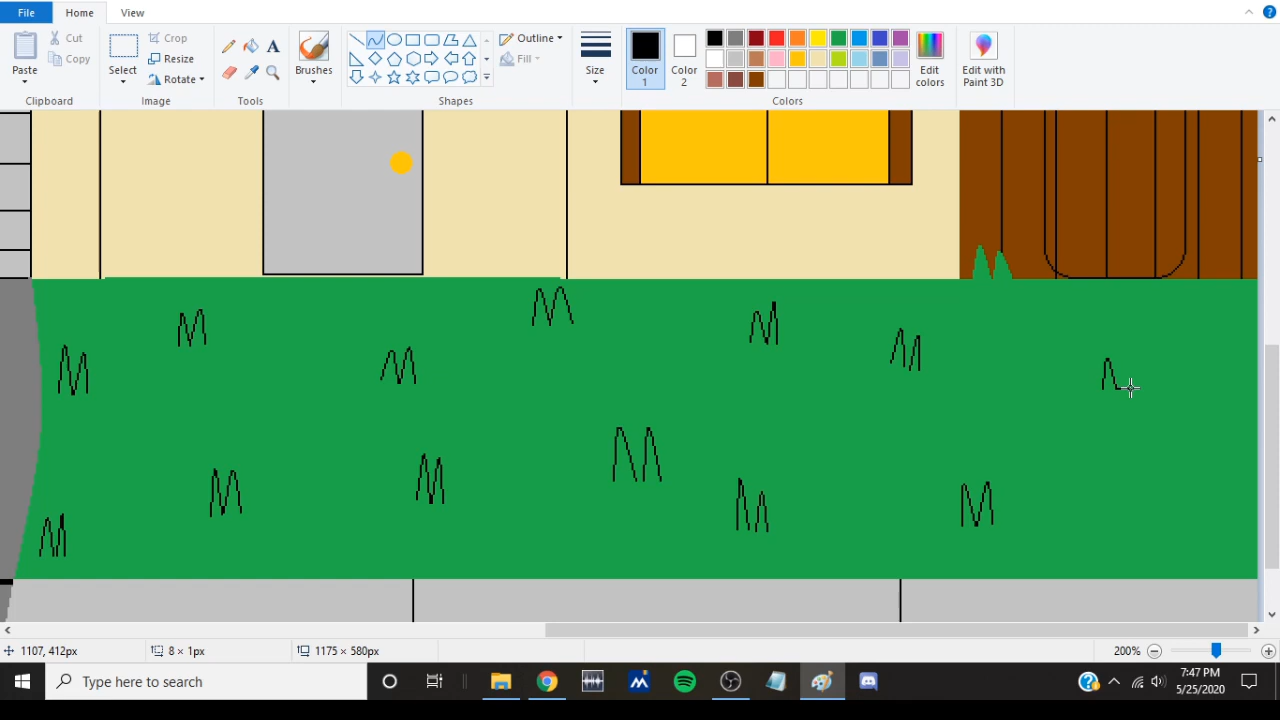 File Home View
Paste Cut Copy Clipboard
Select Crop Resize Rotate Image
Tools
Brushes
Shapes Outline Fill
Size
Color 1 Color 2 Edit colors Colors
Edit with Paint 3D
1107, 412px 8 × 1px 1175 × 580px 200%
Type here to search
7:47 PM
5/25/2020